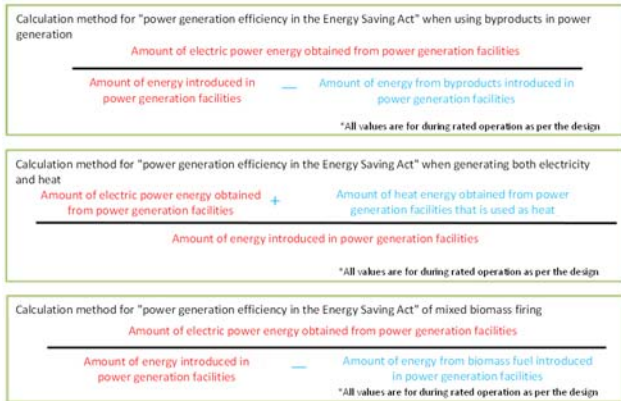 Calculation method for "power generation efficiency in the Energy Saving Act" when using byproducts in power
generation
Amount of electric power energy obtained from power generation facilities
Amount of energy introduced in
power generation facilities
—
Amount of energy from byproducts introduced in
power generation facilities
*All values are for during rated operation as per the design
Calculation method for "power generation efficiency in the Energy Saving Act" when generating both electricity
and heat
Amount of electric power energy obtained
from power generation facilities
+
Amount of heat energy obtained from power
generation facilities that is used as heat
Amount of energy introduced in power generation facilities
*All values are for during rated operation as per the design
Calculation method for "power generation efficiency in the Energy Saving Act" of mixed biomass firing
Amount of electric power energy obtained from power generation facilities
Amount of energy introduced in
power generation facilities
—
Amount of energy from biomass fuel introduced
in power generation facilities
*All values are for during rated operation as per the design